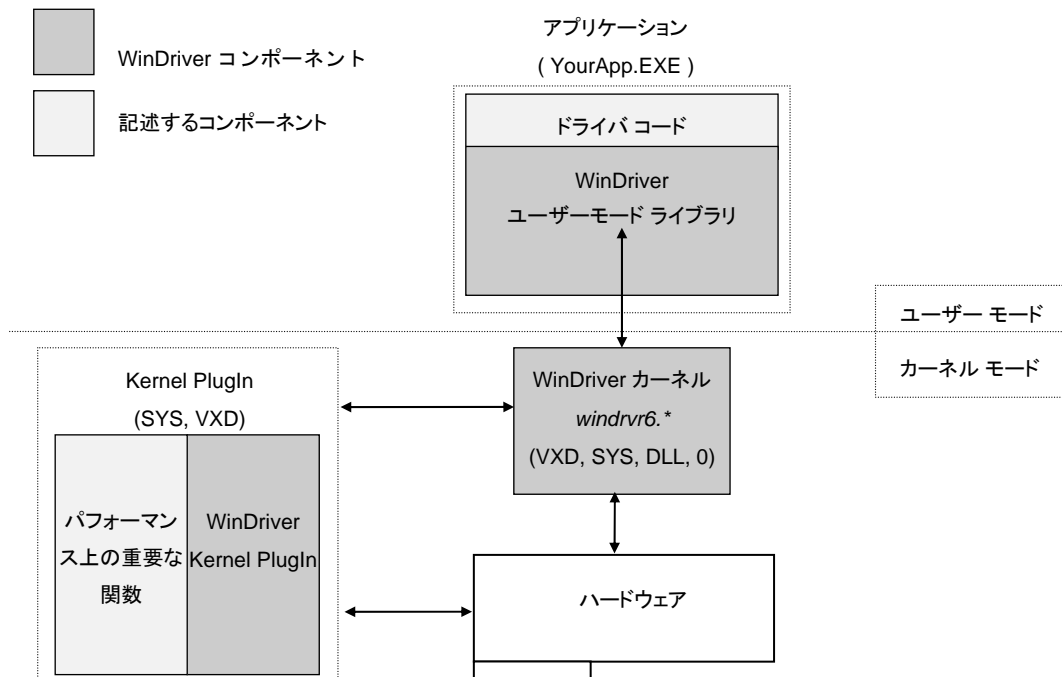 WinDriver コンポーネント
記述するコンポーネント
アプリケーション
( YourApp.EXE )
ドライバ コード
WinDriver
ユーザーモード ライブラリ
ユーザー モード
カーネル モード
Kernel PlugIn
(SYS, VXD)
パフォーマン
ス上の重要な
関数
WinDriver
Kernel PlugIn
WinDriver カーネル
windrvr6.*
(VXD, SYS, DLL, 0)
ハードウェア